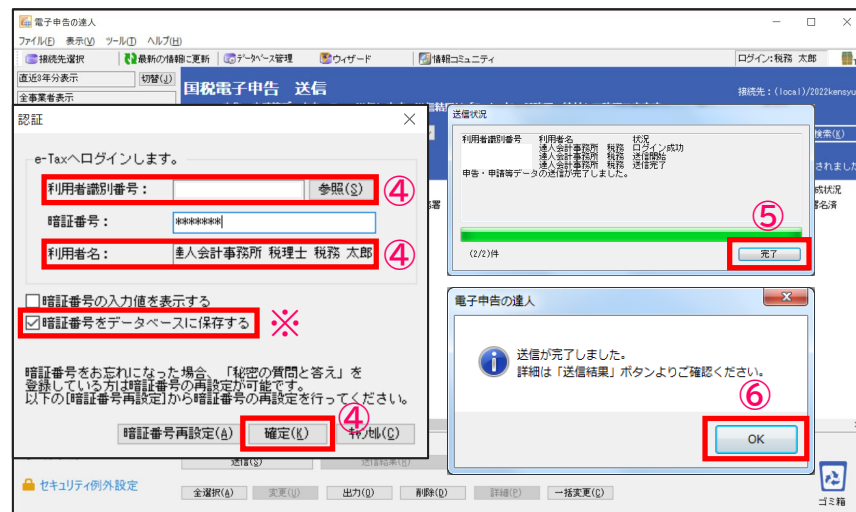 電子申告の達人
ファイル(F) 表示(V) ツール(T) ヘルプ(H)
接続先選択 最新の情報に更新 データベース管理 ウィザード 情報コミュニティ ログイン:税務 太郎
直近3年分表示 切替(J)
全事業者表示
国税電子申告 送信
接続先：(local)/2022kensyu
検索(K)
されました
成状況
名済
認証
e-Taxへログインします。
利用者識別番号： 参照(S) ④
暗証番号： *******
利用者名： 達人会計事務所 税理士 税務 太郎 ④
暗証番号の入力値を表示する
暗証番号をデータベースに保存する ※
暗証番号をお忘れになった場合、「秘密の質問と答え」を
登録している方は暗証番号の再設定が可能です。
以下の[暗証番号再設定]から暗証番号の再設定を行ってください。
④
暗証番号再設定(A) 確定(K) キャンセル(C)
送信状況
利用者識別番号 利用者名 状況
達人会計事務所 税務 ログイン成功
達人会計事務所 税務 送信開始
達人会計事務所 税務 送信完了
申告・申請等データの送信が完了しました。
⑤
(2/2)件 完了
電子申告の達人
送信が完了しました。
詳細は「送信結果」ボタンよりご確認ください。
⑥
OK
送信(S) 送信結果(R)
セキュリティ例外設定
全選択(A) 変更(U) 出力(O) 削除(D) 詳細(P) 一括変更(C)
ゴミ箱